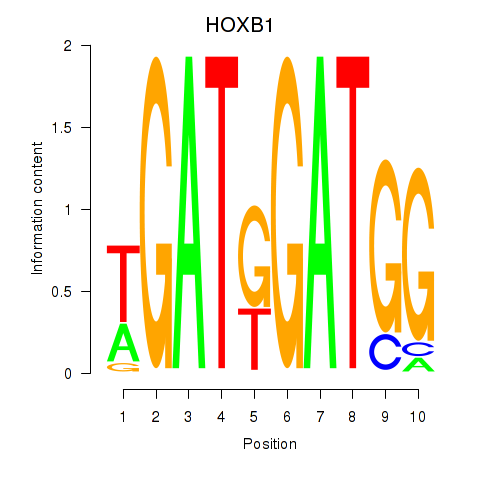 HOXB1
Information content
2
1.5
1
0.5
0
T A G
G
A
T
G T
G
A
T
G C
G C A
1 2 3 4 5 6 7 8 9 10
Position